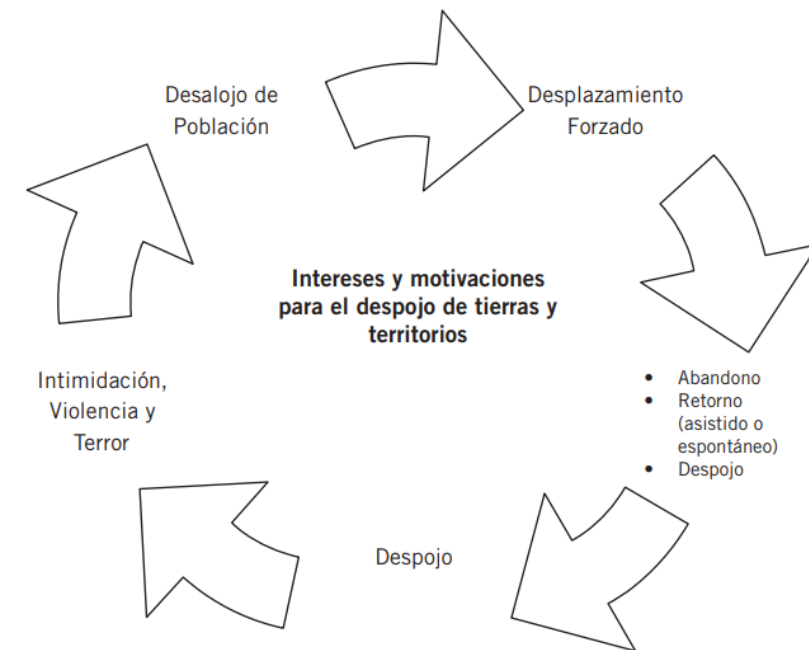 Desalojo de
Población
Desplazamiento
Forzado
Intereses y motivaciones
para el despojo de tierras y
territorios
Intimidación,
Violencia y
Terror
• Abandono
• Retorno
(asistido o
espontáneo)
• Despojo
Despojo